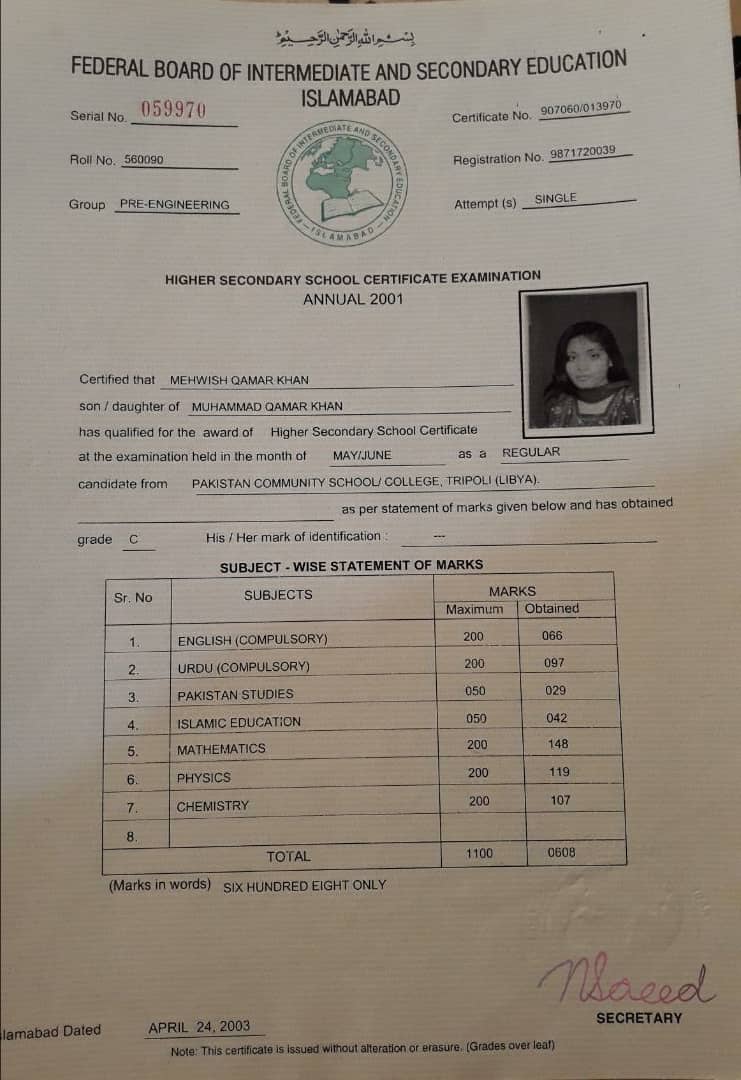 بسم الله الرحمن الرحيم
FEDERAL BOARD OF INTERMEDIATE AND SECONDARY EDUCATION
ISLAMABAD
Serial No. 059970
Certificate No. 907060/013970
Roll No. 560090
Registration No. 9871720039
Group PRE-ENGINEERING
Attempt (s) SINGLE
FEDERAL BOARD OF INTERMEDIATE AND SECONDARY EDUCATION
ISLAMABAD
HIGHER SECONDARY SCHOOL CERTIFICATE EXAMINATION
ANNUAL 2001
Certified that MEHWISH QAMAR KHAN
son / daughter of MUHAMMAD QAMAR KHAN
has qualified for the award of Higher Secondary School Certificate
at the examination held in the month of MAY/JUNE as a REGULAR
candidate from PAKISTAN COMMUNITY SCHOOL/ COLLEGE, TRIPOLI (LIBYA).
as per statement of marks given below and has obtained
grade C His / Her mark of identification : ---
SUBJECT - WISE STATEMENT OF MARKS
Sr. No SUBJECTS MARKS
Maximum Obtained
1. ENGLISH (COMPULSORY) 200 066
2. URDU (COMPULSORY) 200 097
3. PAKISTAN STUDIES 050 029
4. ISLAMIC EDUCATION 050 042
5. MATHEMATICS 200 148
6. PHYSICS 200 119
7. CHEMISTRY 200 107
8.
TOTAL 1100 0608
(Marks in words) SIX HUNDRED EIGHT ONLY
NSaeed
SECRETARY
slamabad Dated APRIL 24, 2003
Note: This certificate is issued without alteration or erasure. (Grades over leaf)